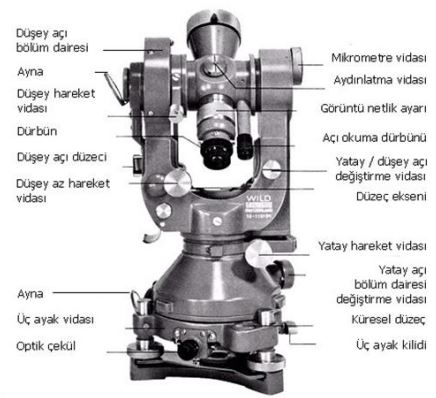 Düşey açı
bölüm dairesi
Ayna
Düşey hareket
vidası
Dürbün
Düşey açı düzeci
Düşey az hareket
vidası
Ayna
Üç ayak vidası
Optik çekül
Mikrometre vidası
Aydınlatma vidası
Görüntü netlik ayarı
Açı okuma dürbünü
Yatay / düşey açı
değiştirme vidası
Düzeç ekseni
Yatay hareket vidası
Yatay açı
bölüm dairesi
değiştirme vidası
Küresel düzeç
Üç ayak kilidi
WILD